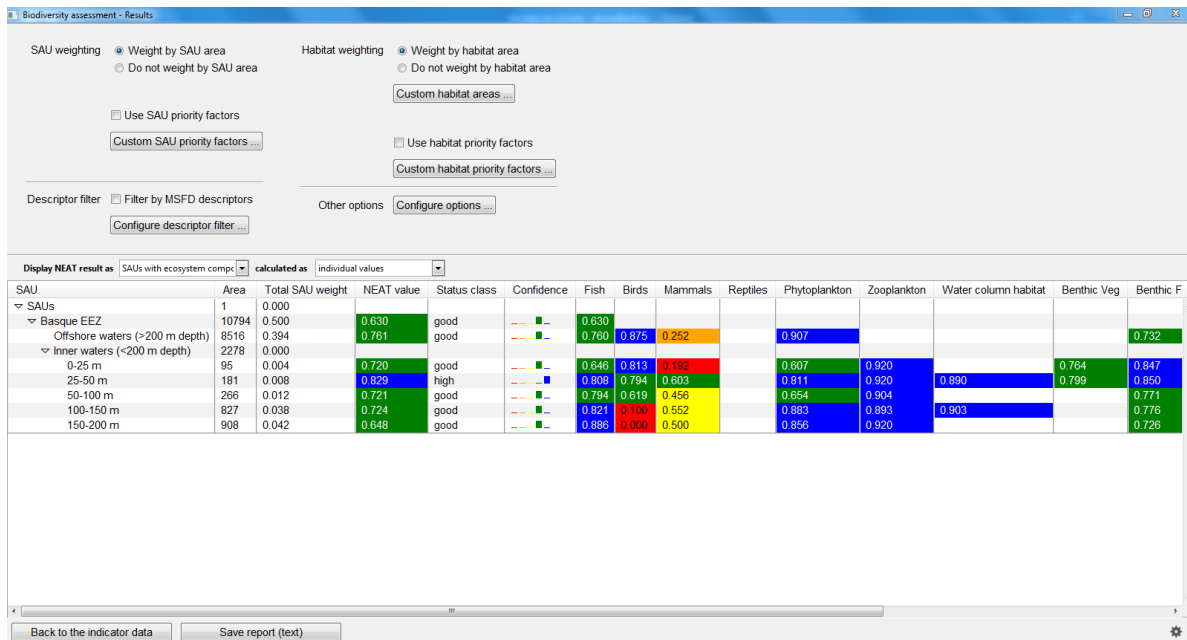 Biodiversity assessment - Results
SAU weighting Weight by SAU area Habitat weighting Weight by habitat area
Do not weight by SAU area Do not weight by habitat area
Custom habitat areas ...
Use SAU priority factors
Custom SAU priority factors ... Use habitat priority factors
Custom habitat priority factors ...
Descriptor filter Filter by MSFD descriptors Other options Configure options ...
Configure descriptor filter ...
Display NEAT result as SAUs with ecosystem compc calculated as individual values
SAU Area Total SAU weight NEAT value Status class Confidence Fish Birds Mammals Reptiles Phytoplankton Zooplankton Water column habitat Benthic Veg Benthic F
SAUs 1 0.000
Basque EEZ 10794 0.500 0.630 good 0.630
Offshore waters (>200 m depth) 8516 0.394 0.761 good 0.760 0.875 0.252 0.907 0.732
Inner waters (<200 m depth) 2278 0.000
0-25 m 95 0.004 0.720 good 0.646 0.813 0.192 0.607 0.920 0.764 0.847
25-50 m 181 0.008 0.829 high 0.808 0.794 0.603 0.811 0.920 0.890 0.799 0.850
50-100 m 266 0.012 0.721 good 0.794 0.619 0.456 0.654 0.904 0.771
100-150 m 827 0.038 0.724 good 0.821 0.100 0.552 0.883 0.893 0.903 0.776
150-200 m 908 0.042 0.648 good 0.886 0.000 0.500 0.856 0.920 0.726
Back to the indicator data Save report (text)